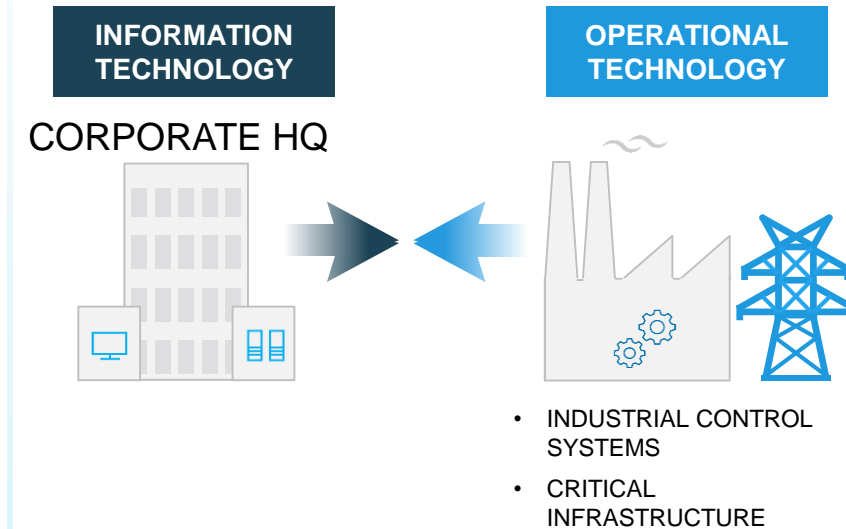 INFORMATION
TECHNOLOGY
OPERATIONAL
TECHNOLOGY
CORPORATE HQ
• INDUSTRIAL CONTROL
SYSTEMS
• CRITICAL
INFRASTRUCTURE